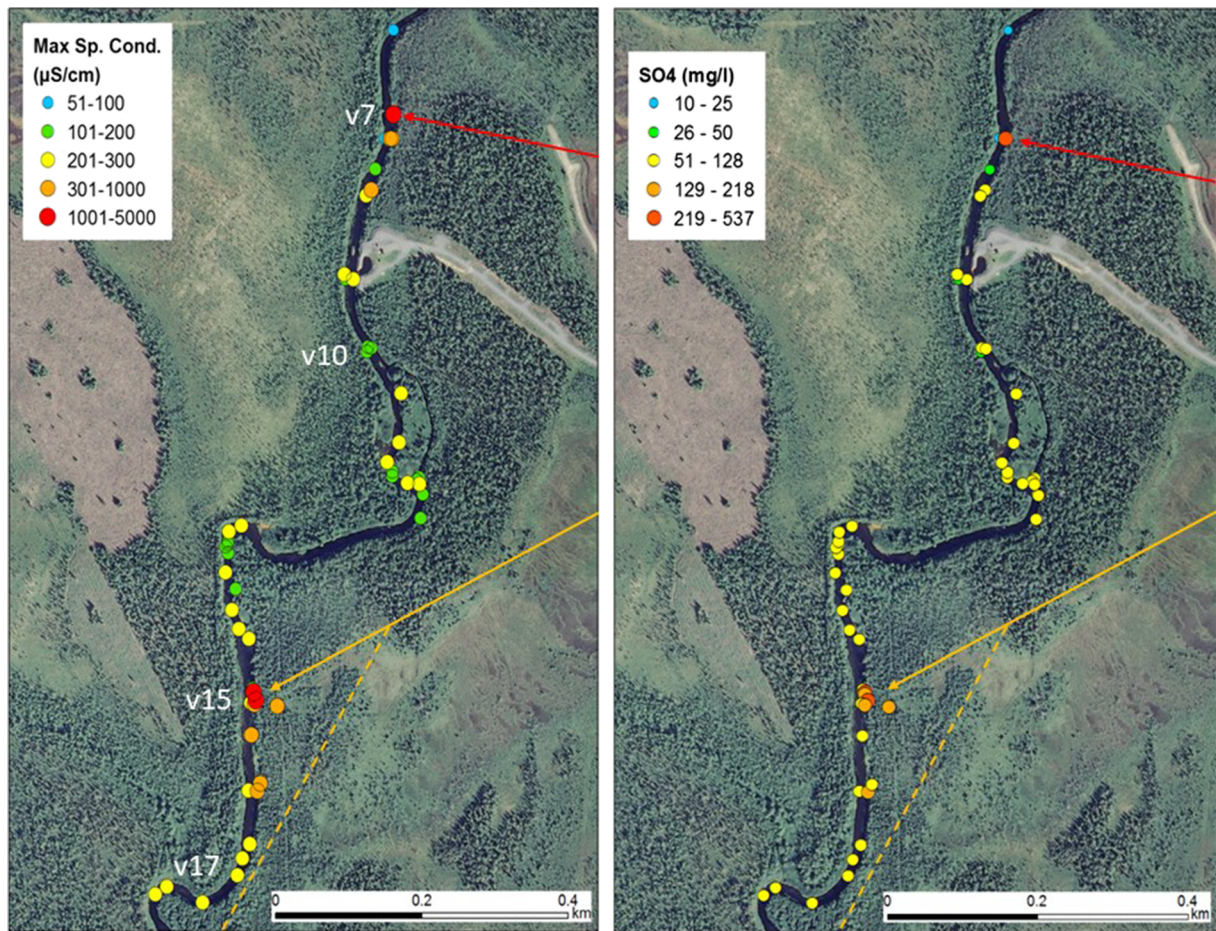 Max Sp. Cond.
(µS/cm)
51-100
101-200
201-300
301-1000
1001-5000
v7
v10
v15
v17
0 0.2 0.4
km
SO4 (mg/l)
10 - 25
26 - 50
51 - 128
129 - 218
219 - 537
0 0.2 0.4
km